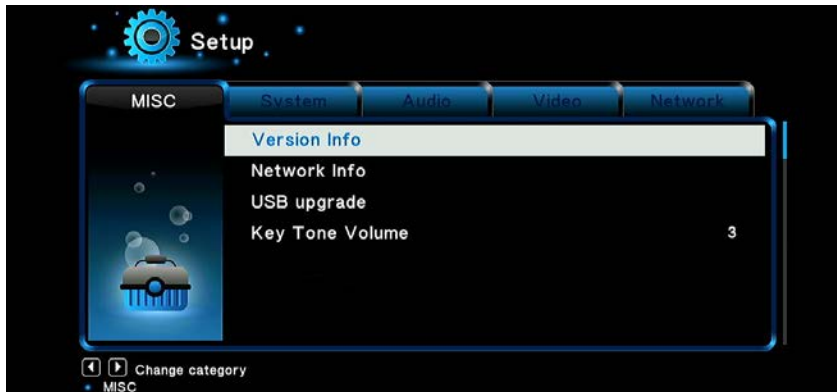 Setup
MISC System Audio Video Network
Version Info
Network Info
USB upgrade
Key Tone Volume 3
Change category
MISC